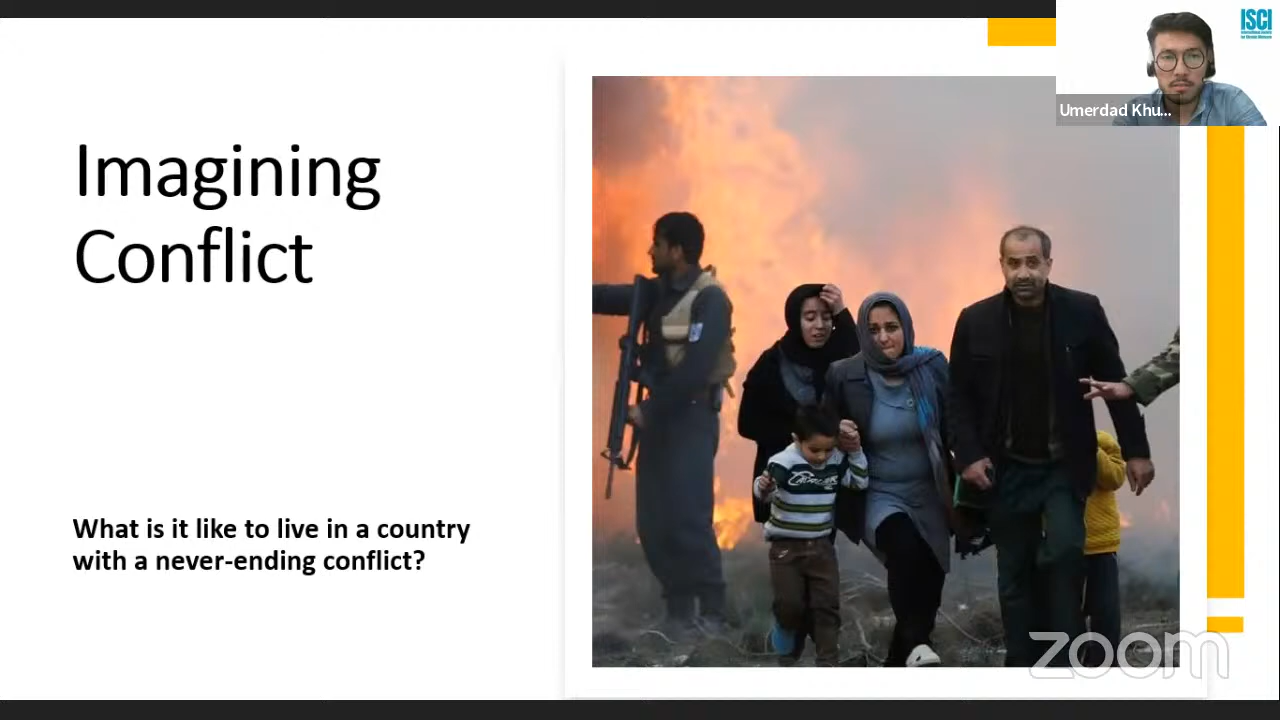 ISCI
Umerdad Khu...
Imagining
Conflict
What is it like to live in a country
with a never-ending conflict?
zoom